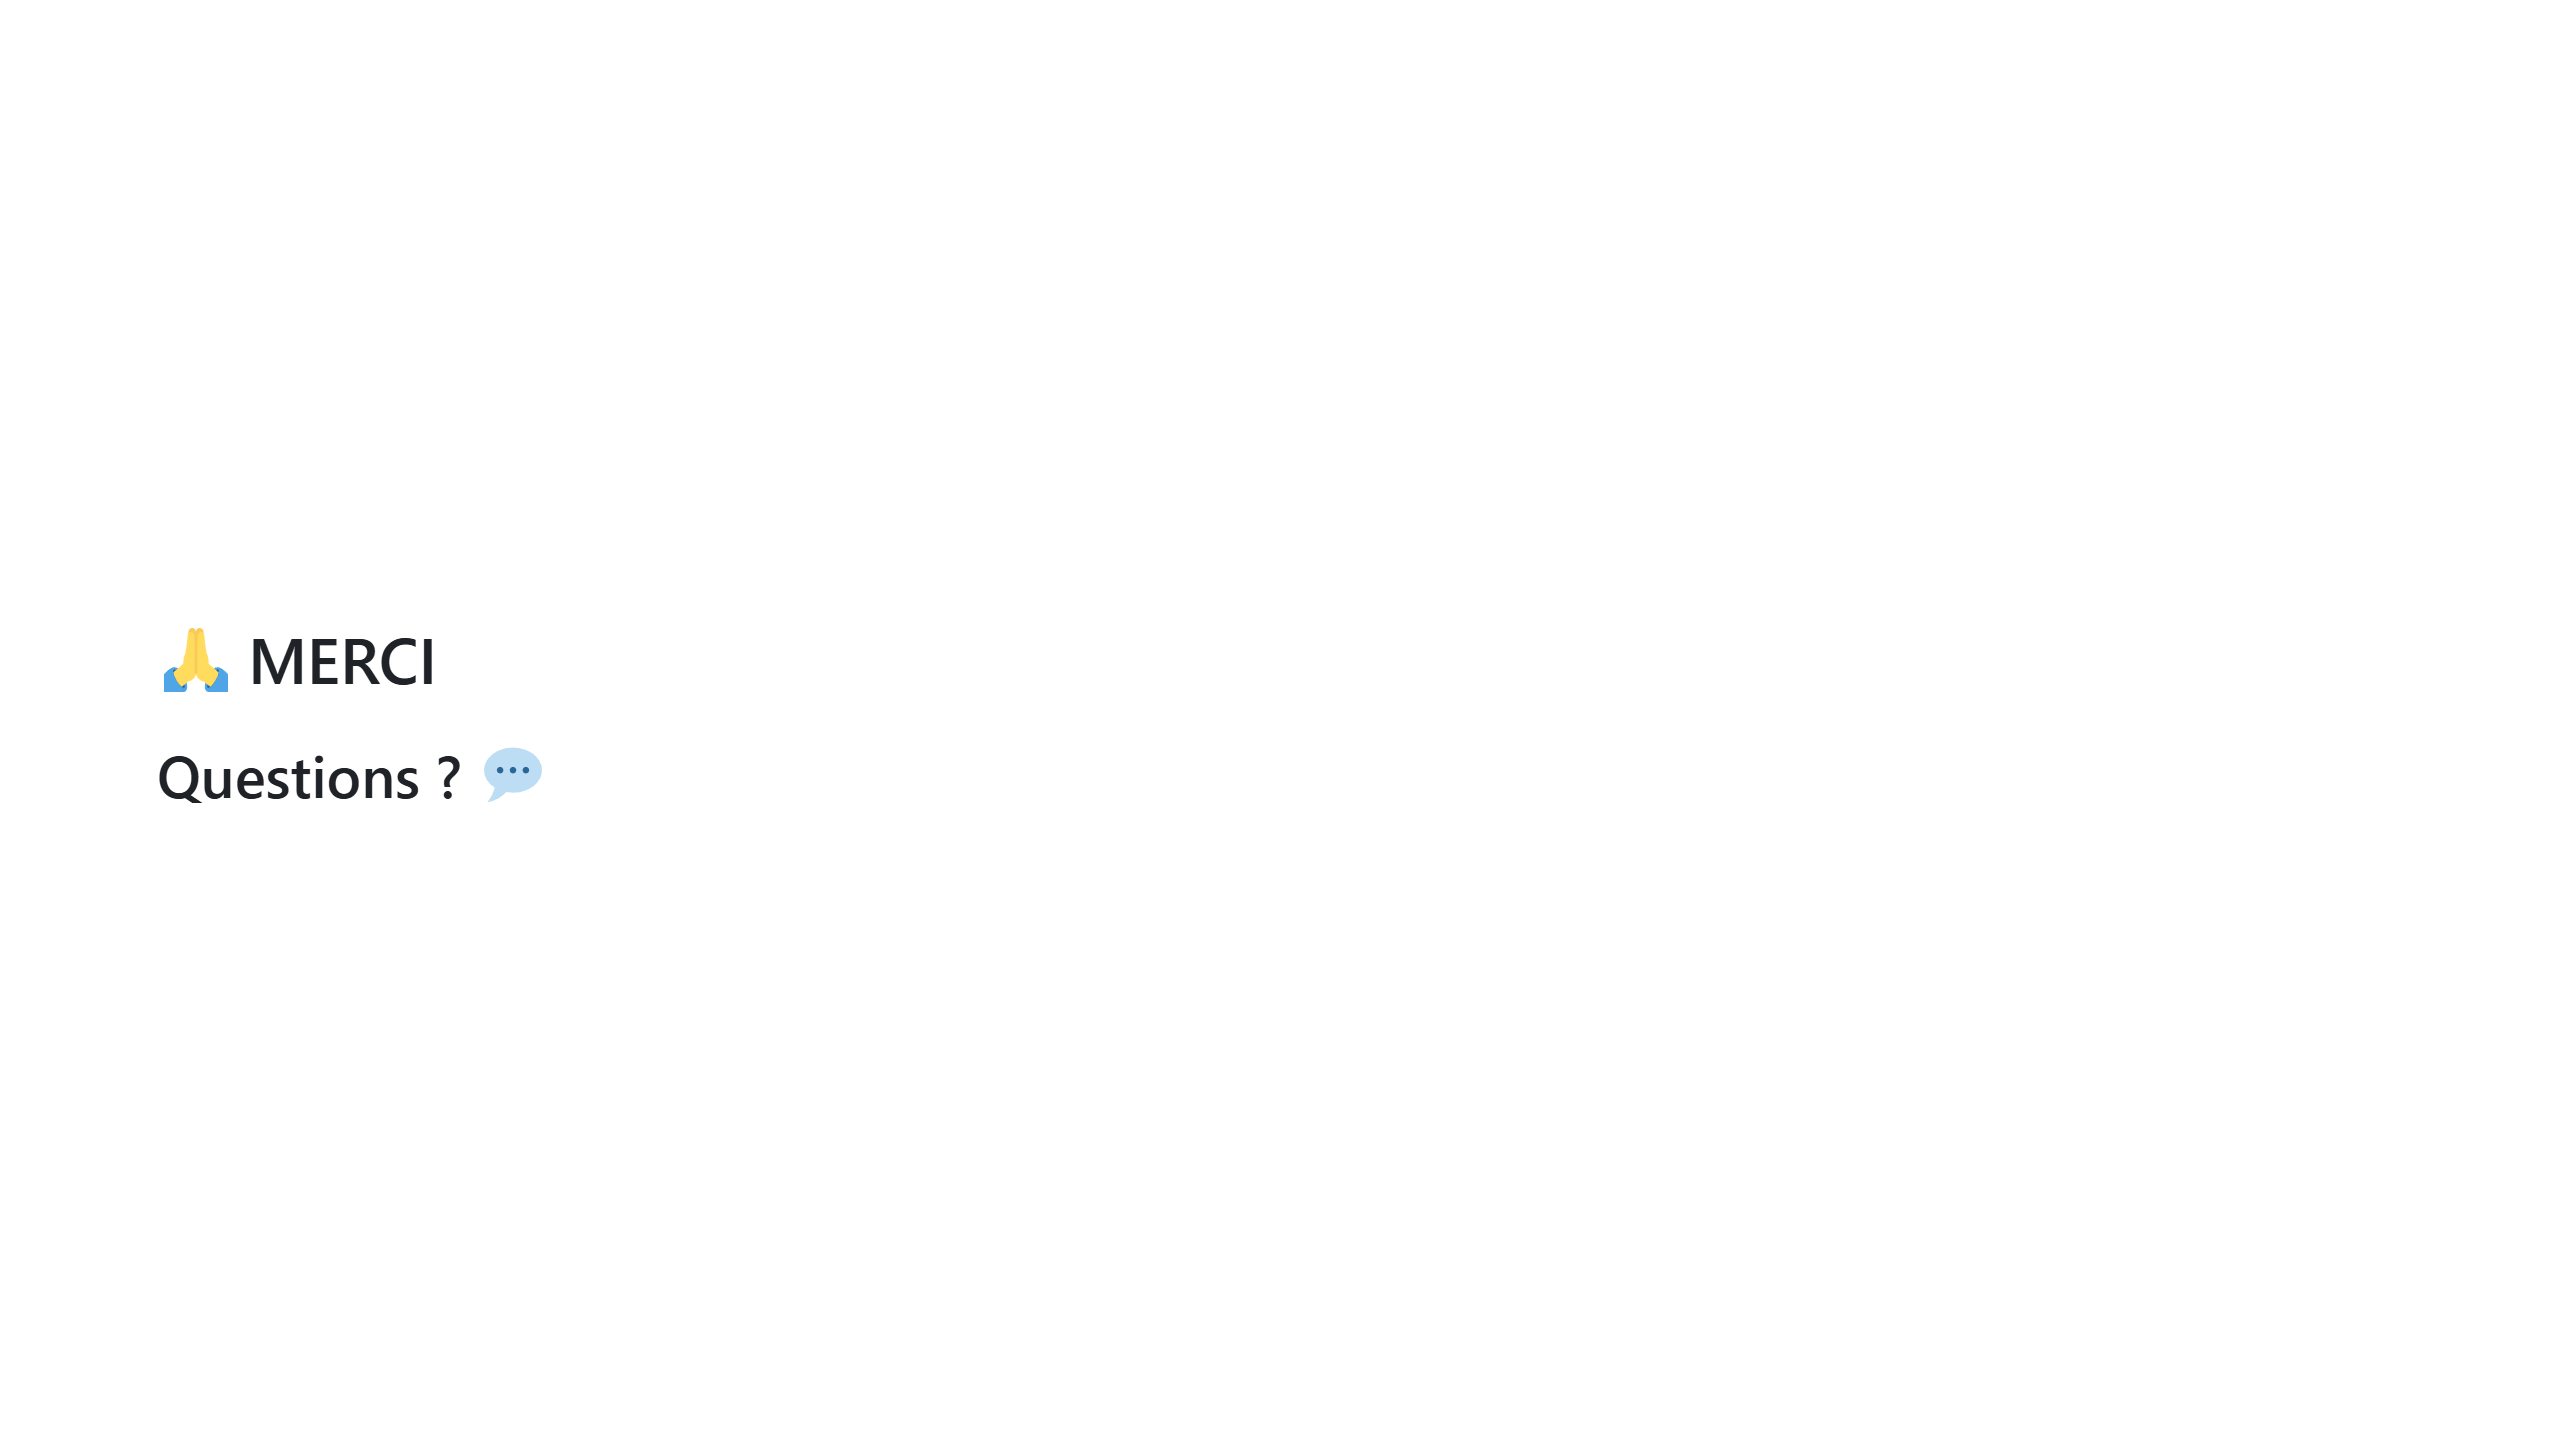 🙏 MERCI
Questions ? 💬